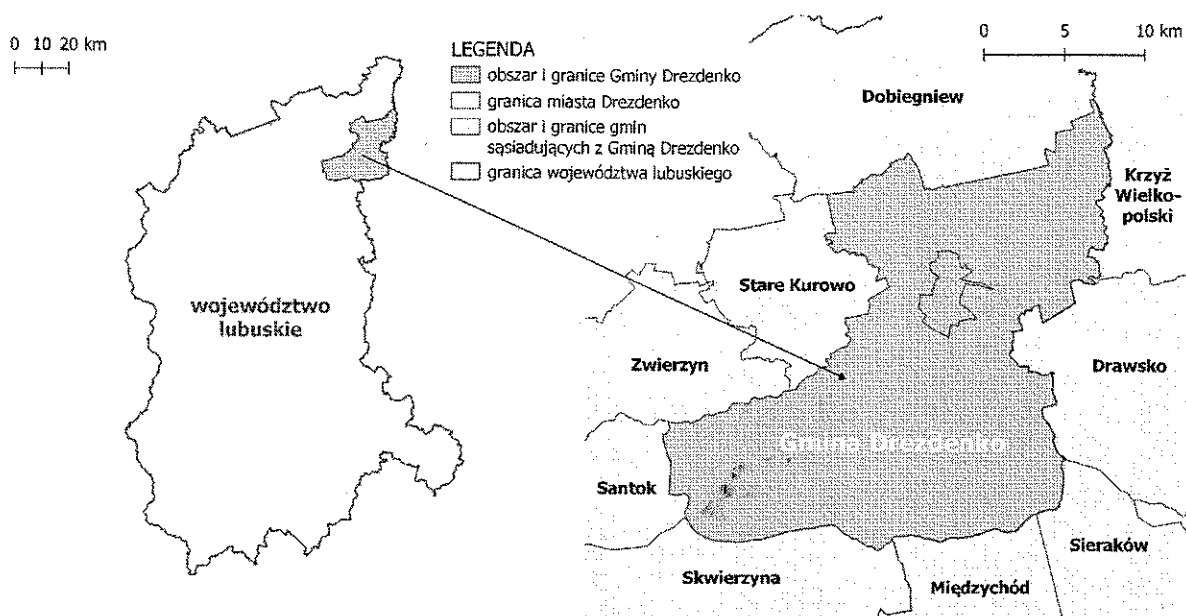 0 10 20 km
LEGENDA
obszar i granice Gminy Drezdenko
granica miasta Drezdenko
obszar i granice gmin
sąsiadujących z Gminą Drezdenko
granica województwa lubuskiego
województwo
lubuskie
0 5 10 km
Dobiegniew
Krzyż
Wielko-
polski
Stare Kurowo
Zwierzyn
Drawsko
Gmina Drezdenko
Santok
Sieraków
Skwierzyna
Międzychód